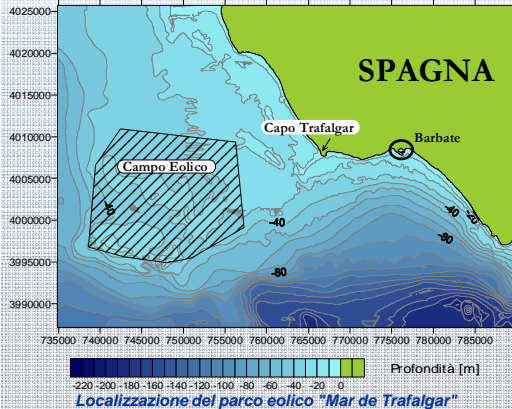 4025000
4020000
4015000
4010000
4005000
4000000
3995000
3990000
SPAGNA
Capo Trafalgar
Barbate
Campo Eolico
-40
-40
-80
-40
-20
-80
735000 740000 745000 750000 755000 760000 765000 770000 775000 780000 785000
-220 -200 -180 -160 -140 -120 -100 -80 -60 -40 -20 0
Profondità [m]
Localizzazione del parco eolico "Mar de Trafalgar"